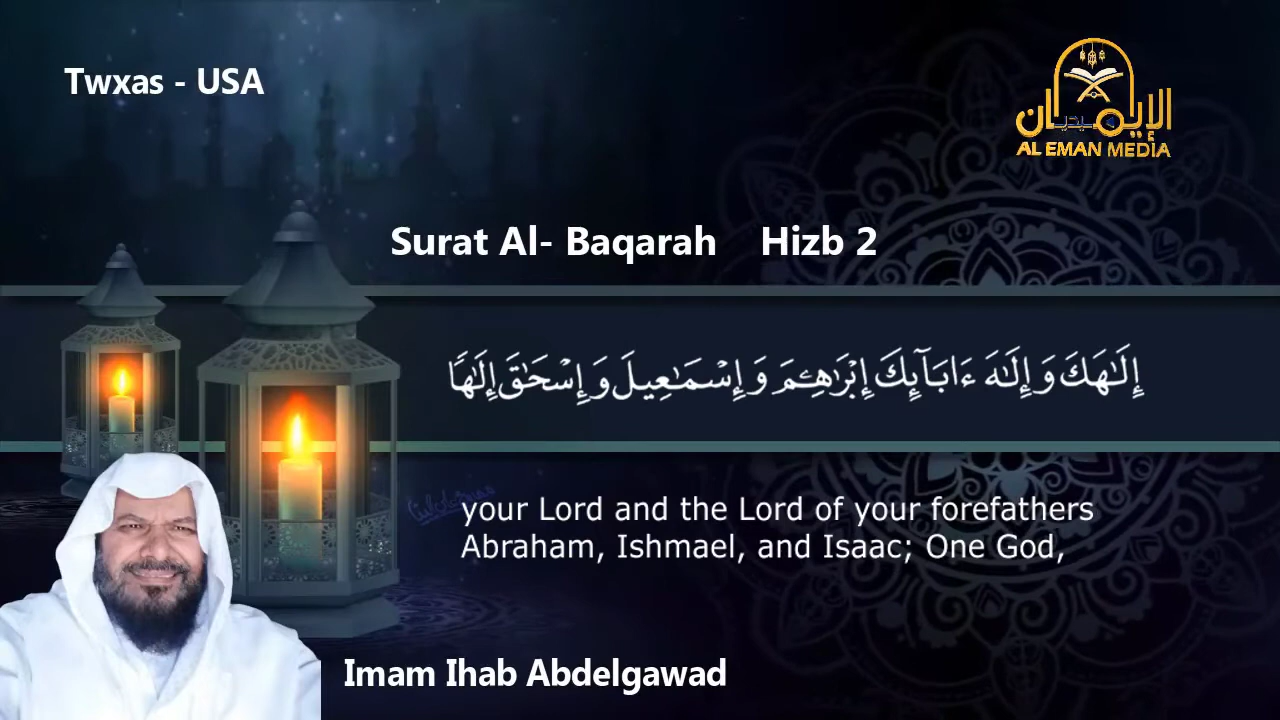 Twxas - USA
الإيمان
ميديا
AL EMAN MEDIA
Surat Al- Baqarah Hizb 2
إِلَـٰهَكَ وَإِلَـٰهَ ءَابَآئِكَ إِبْرَٰهِـۧمَ وَإِسْمَـٰعِيلَ وَإِسْحَـٰقَ إِلَـٰهًا
your Lord and the Lord of your forefathers
Abraham, Ishmael, and Isaac; One God,
Imam Ihab Abdelgawad